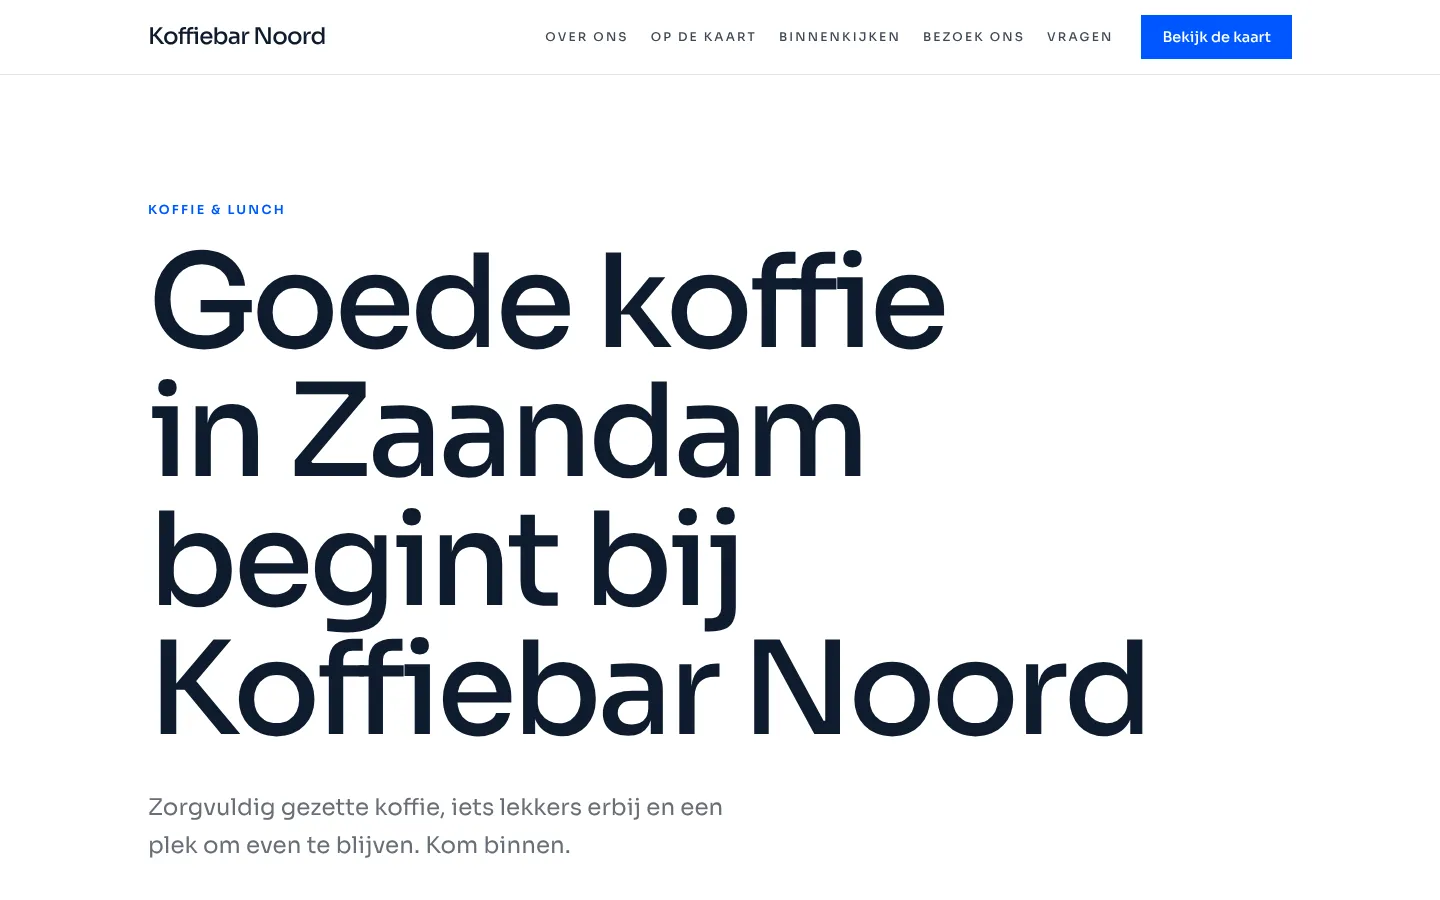 Koffiebar Noord
OVER ONS
OP DE KAART
BINNENKIJKEN
BEZOEK ONS
VRAGEN
Bekijk de kaart
KOFFIE & LUNCH
Goede koffie
in Zaandam
begint bij
Koffiebar Noord
Zorgvuldig gezette koffie, iets lekkers erbij en een
plek om even te blijven. Kom binnen.